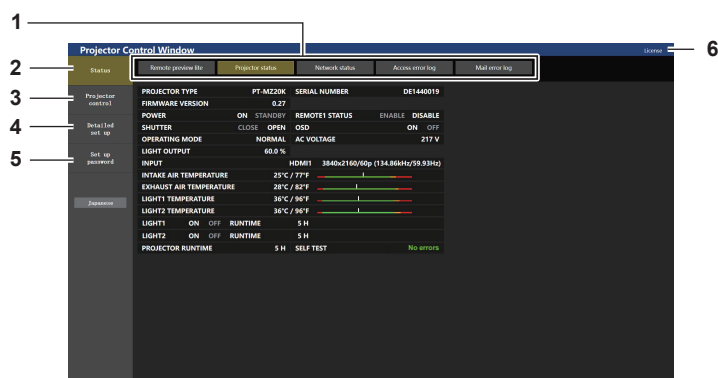 1
Projector Control Window
License
6
2
Status
Remote preview lite Projector status Network status Access error log Mail error log
3
Projector
control
4
Detailed
set up
5
Set up
password
Japanese
PROJECTOR TYPE PT-MZ20K SERIAL NUMBER DE1440019
FIRMWARE VERSION 0.27
POWER ON STANDBY REMOTE1 STATUS ENABLE DISABLE
SHUTTER CLOSE OPEN OSD ON OFF
OPERATING MODE NORMAL AC VOLTAGE 217 V
LIGHT OUTPUT 60.0 %
INPUT HDMI1 3840x2160/60p (134.86kHz/59.93Hz)
INTAKE AIR TEMPERATURE 25°C / 77°F
EXHAUST AIR TEMPERATURE 28°C / 82°F
LIGHT1 TEMPERATURE 36°C / 96°F
LIGHT2 TEMPERATURE 36°C / 96°F
LIGHT1 ON OFF RUNTIME 5 H
LIGHT2 ON OFF RUNTIME 5 H
PROJECTOR RUNTIME 5 H SELF TEST No errors